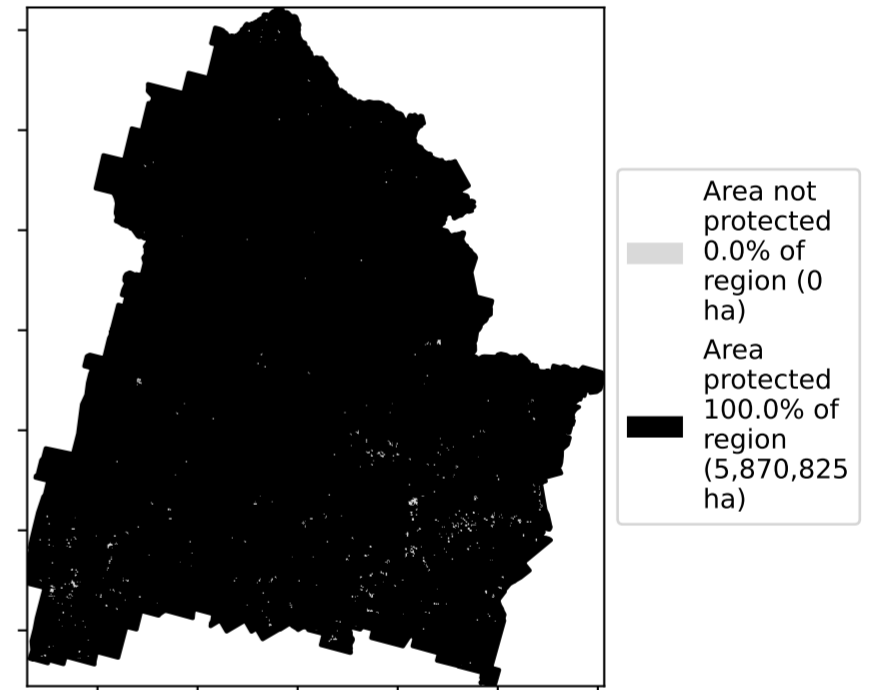 Area not
protected
0.0% of
region (0
ha)
Area
protected
100.0% of
region
(5,870,825
ha)